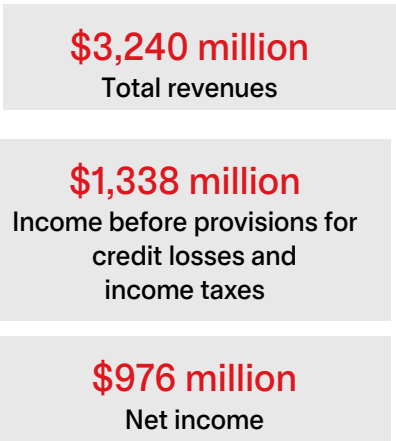 $3,240 million
Total revenues
$1,338 million
Income before provisions for
credit losses and
income taxes
$976 million
Net income